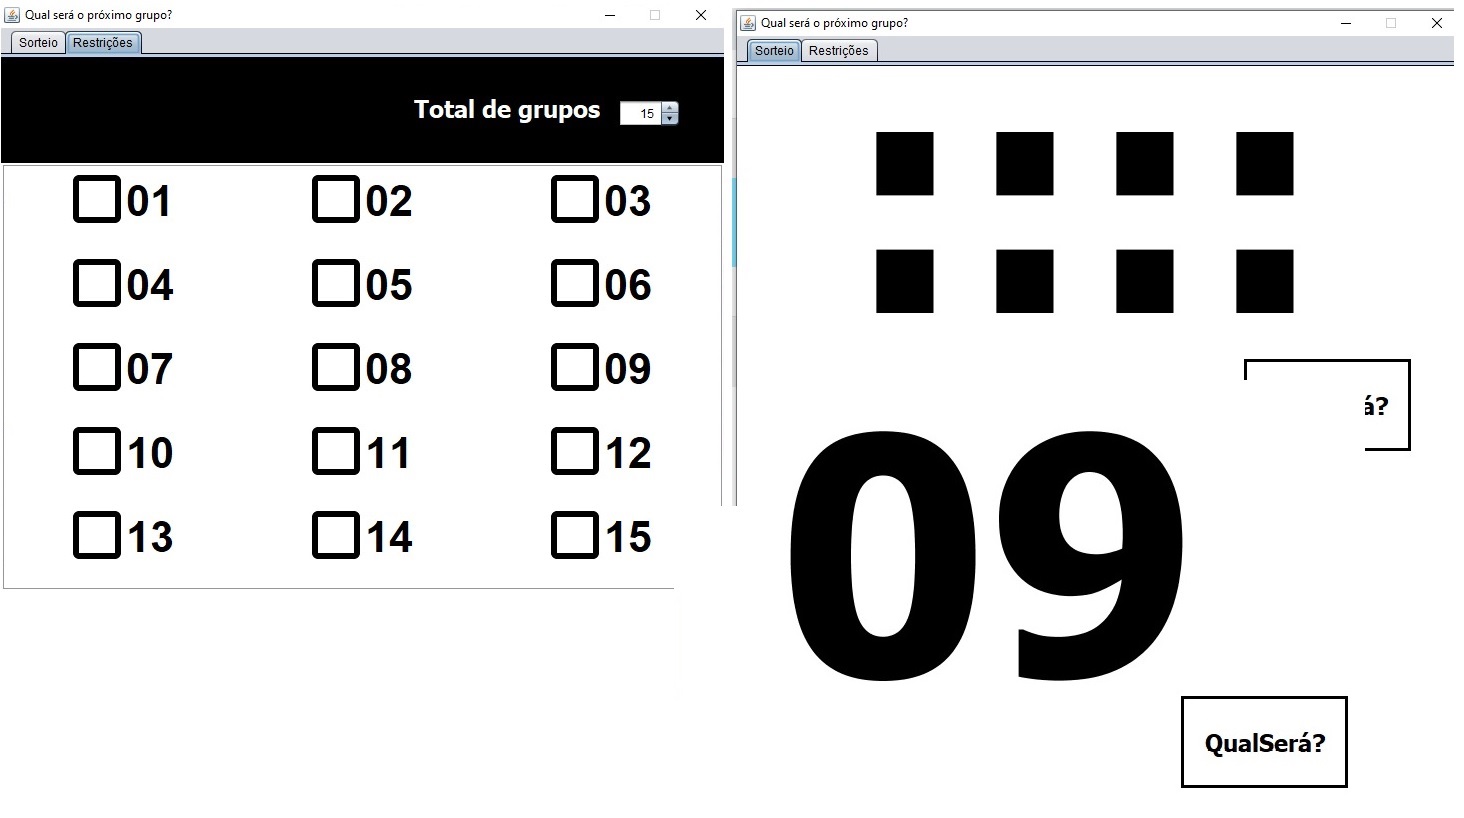 Qual será o próximo grupo?
Sorteio Restrições
Total de grupos 15
01 02 03
04 05 06
07 08 09
10 11 12
13 14 15
Qual será o próximo grupo?
Sorteio Restrições
á?
09
QualSerá?